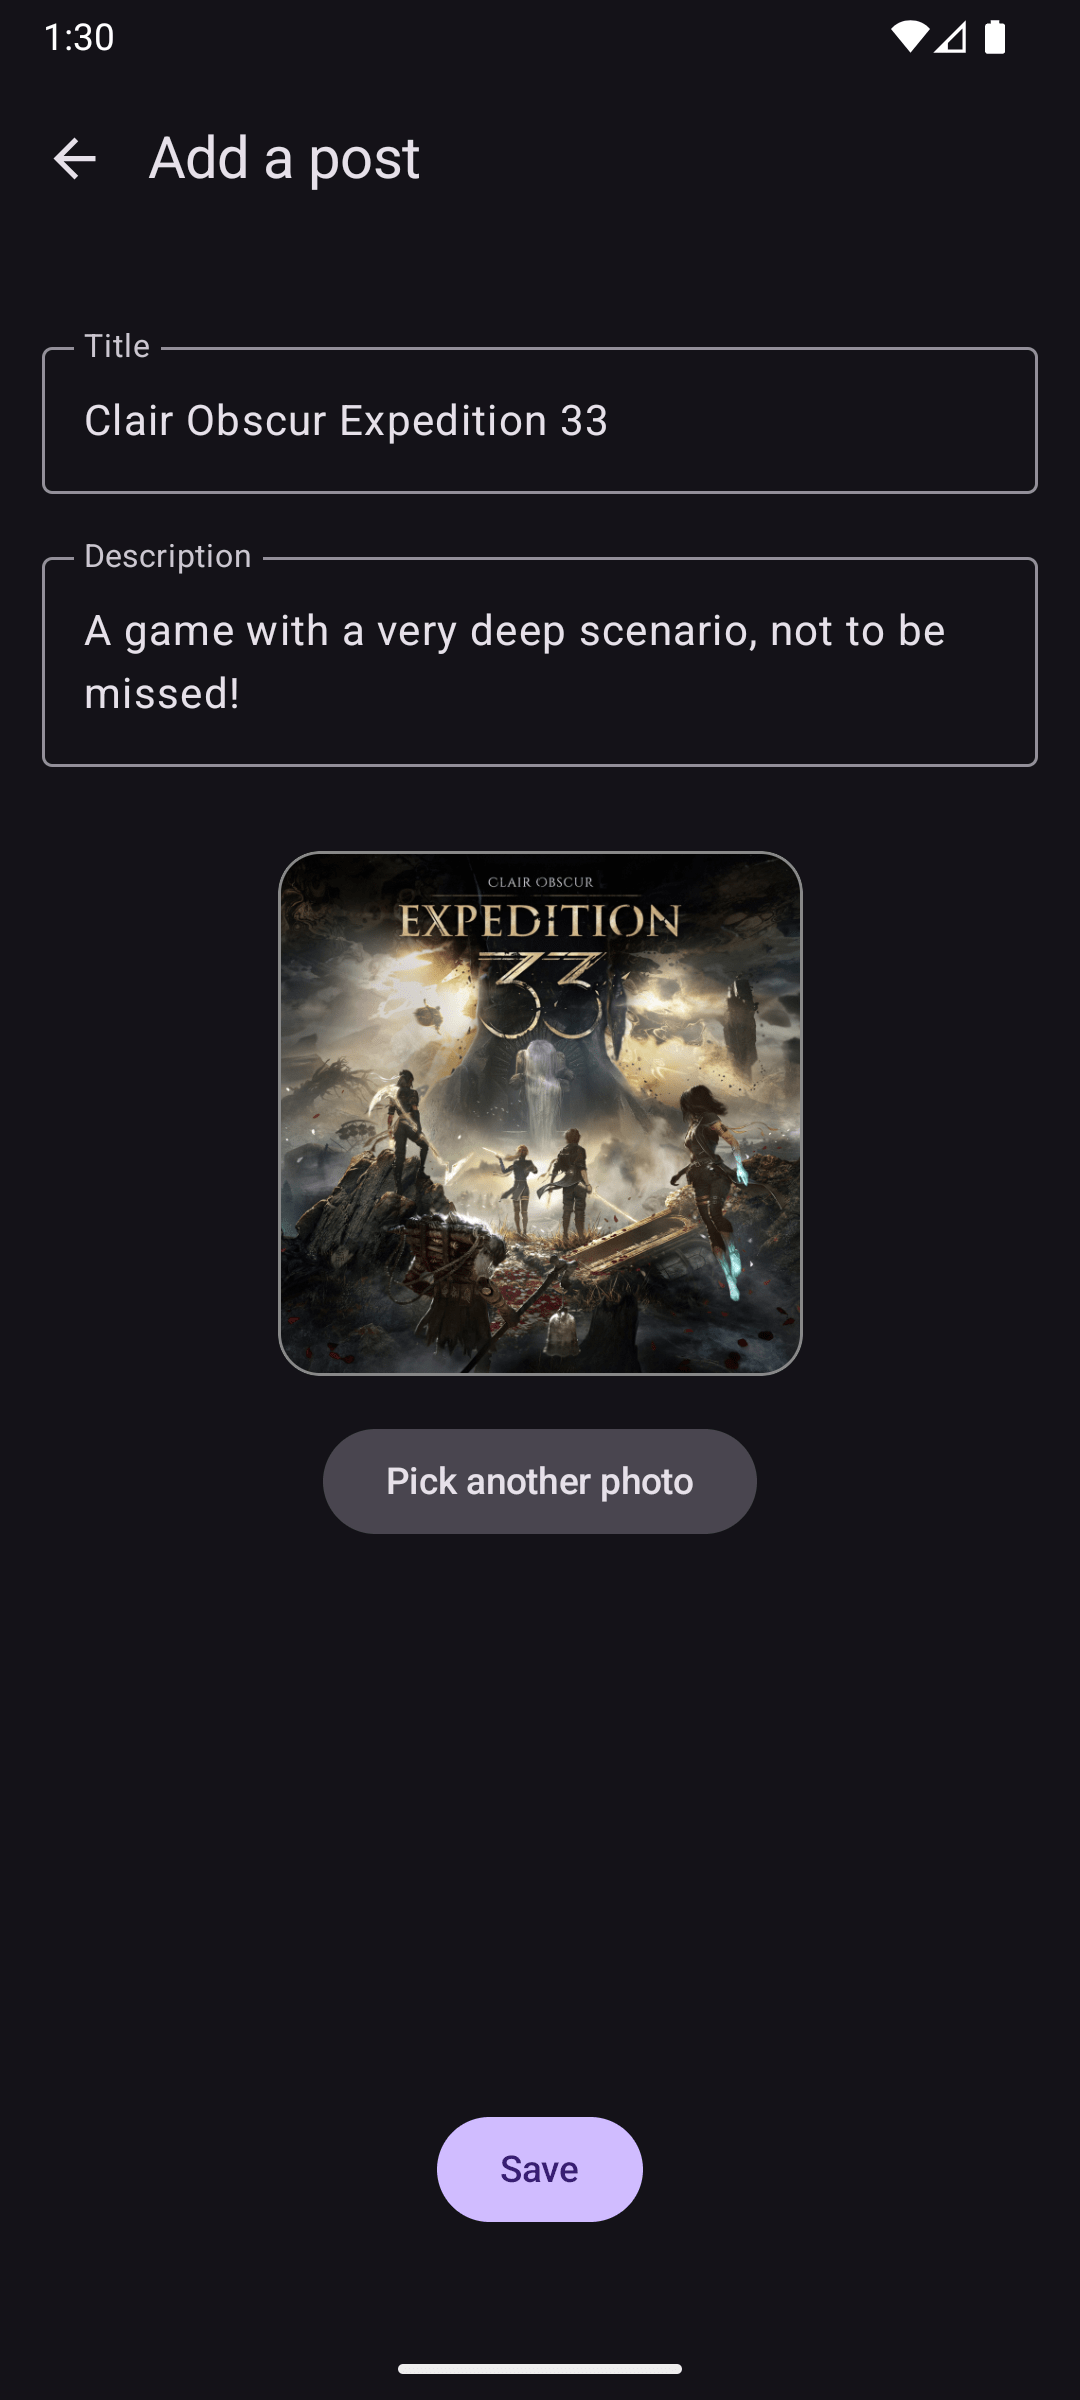 1:30
Add a post
Title
Clair Obscur Expedition 33
Description
A game with a very deep scenario, not to be
missed!
CLAIR OBSCUR
EXPEDITION
33
Pick another photo
Save